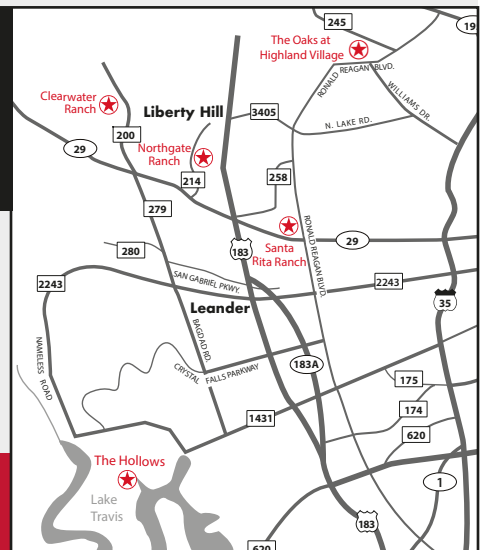 245
19
The Oaks at
Highland Village
RONALD REAGAN BLVD.
WILLIAMS DR.
Clearwater
Ranch
Liberty Hill
3405
N. LAKE RD.
200
29
Northgate
Ranch
214
258
279
RONALD REAGAN BLVD.
183
29
Santa
Rita Ranch
280
SAN GABRIEL PKWY.
2243
2243
35
Leander
BAGDAD RD.
NAMELESS ROAD
CRYSTAL FALLS PARKWAY
183A
175
174
1431
620
The Hollows
1
Lake
Travis
183
620